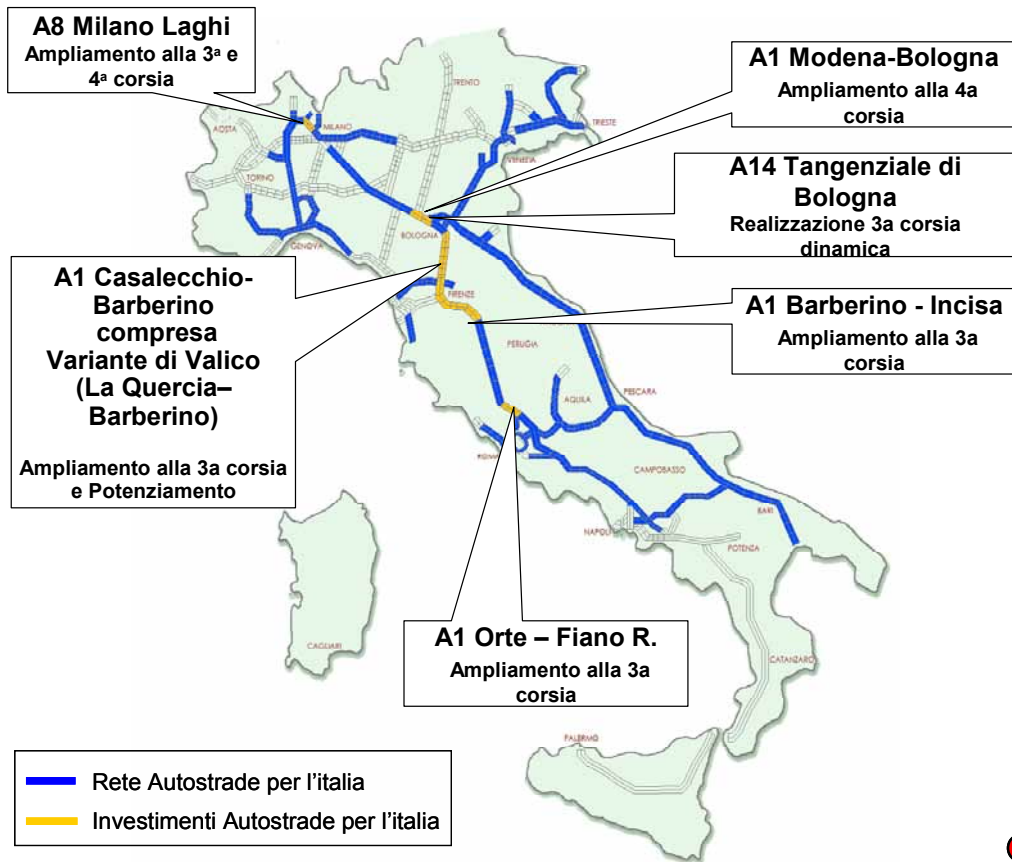 A8 Milano Laghi
Ampliamento alla 3ª e
4ª corsia
A1 Modena-Bologna
Ampliamento alla 4a
corsia
A14 Tangenziale di
Bologna
Realizzazione 3a corsia
dinamica
A1 Casalecchio-
Barberino
compresa
Variante di Valico
(La Quercia–
Barberino)
Ampliamento alla 3a corsia
e Potenziamento
A1 Barberino - Incisa
Ampliamento alla 3a
corsia
A1 Orte – Fiano R.
Ampliamento alla 3a
corsia
TRENTO
AOSTA
MILANO
TRIESTE
VENEZIA
TORINO
GENOVA
BOLOGNA
FIRENZE
PERUGIA
AQUILA
PESCARA
CAMPOBASSO
BARI
NAPOLI
POTENZA
CAGLIARI
CATANZARO
PALERMO
Rete Autostrade per l'italia
Investimenti Autostrade per l'italia